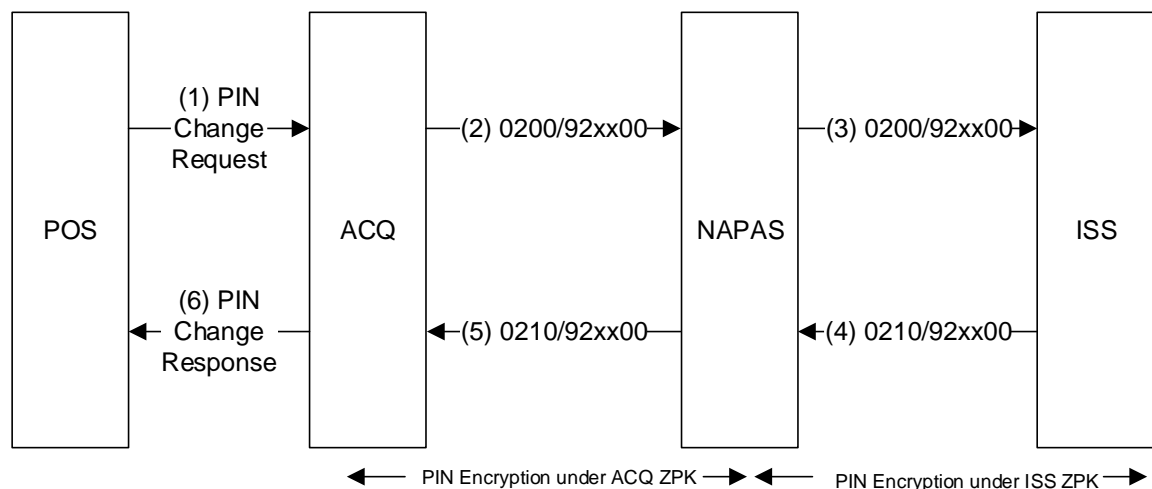 (1) PIN
Change
Request
(2) 0200/92xx00
(3) 0200/92xx00
POS
ACQ
NAPAS
ISS
(6) PIN
Change
Response
(5) 0210/92xx00
(4) 0210/92xx00
PIN Encryption under ACQ ZPK
PIN Encryption under ISS ZPK